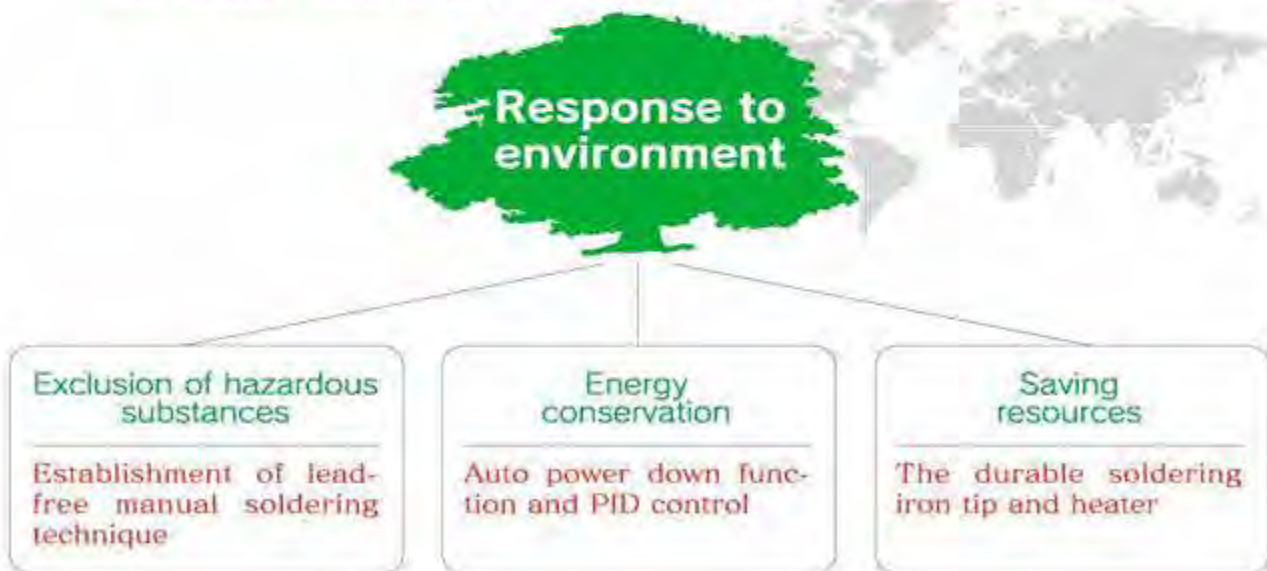 Response to
environment
Exclusion of hazardous
substances
Establishment of lead-
free manual soldering
technique
Energy
conservation
Auto power down func-
tion and PID control
Saving
resources
The durable soldering
iron tip and heater